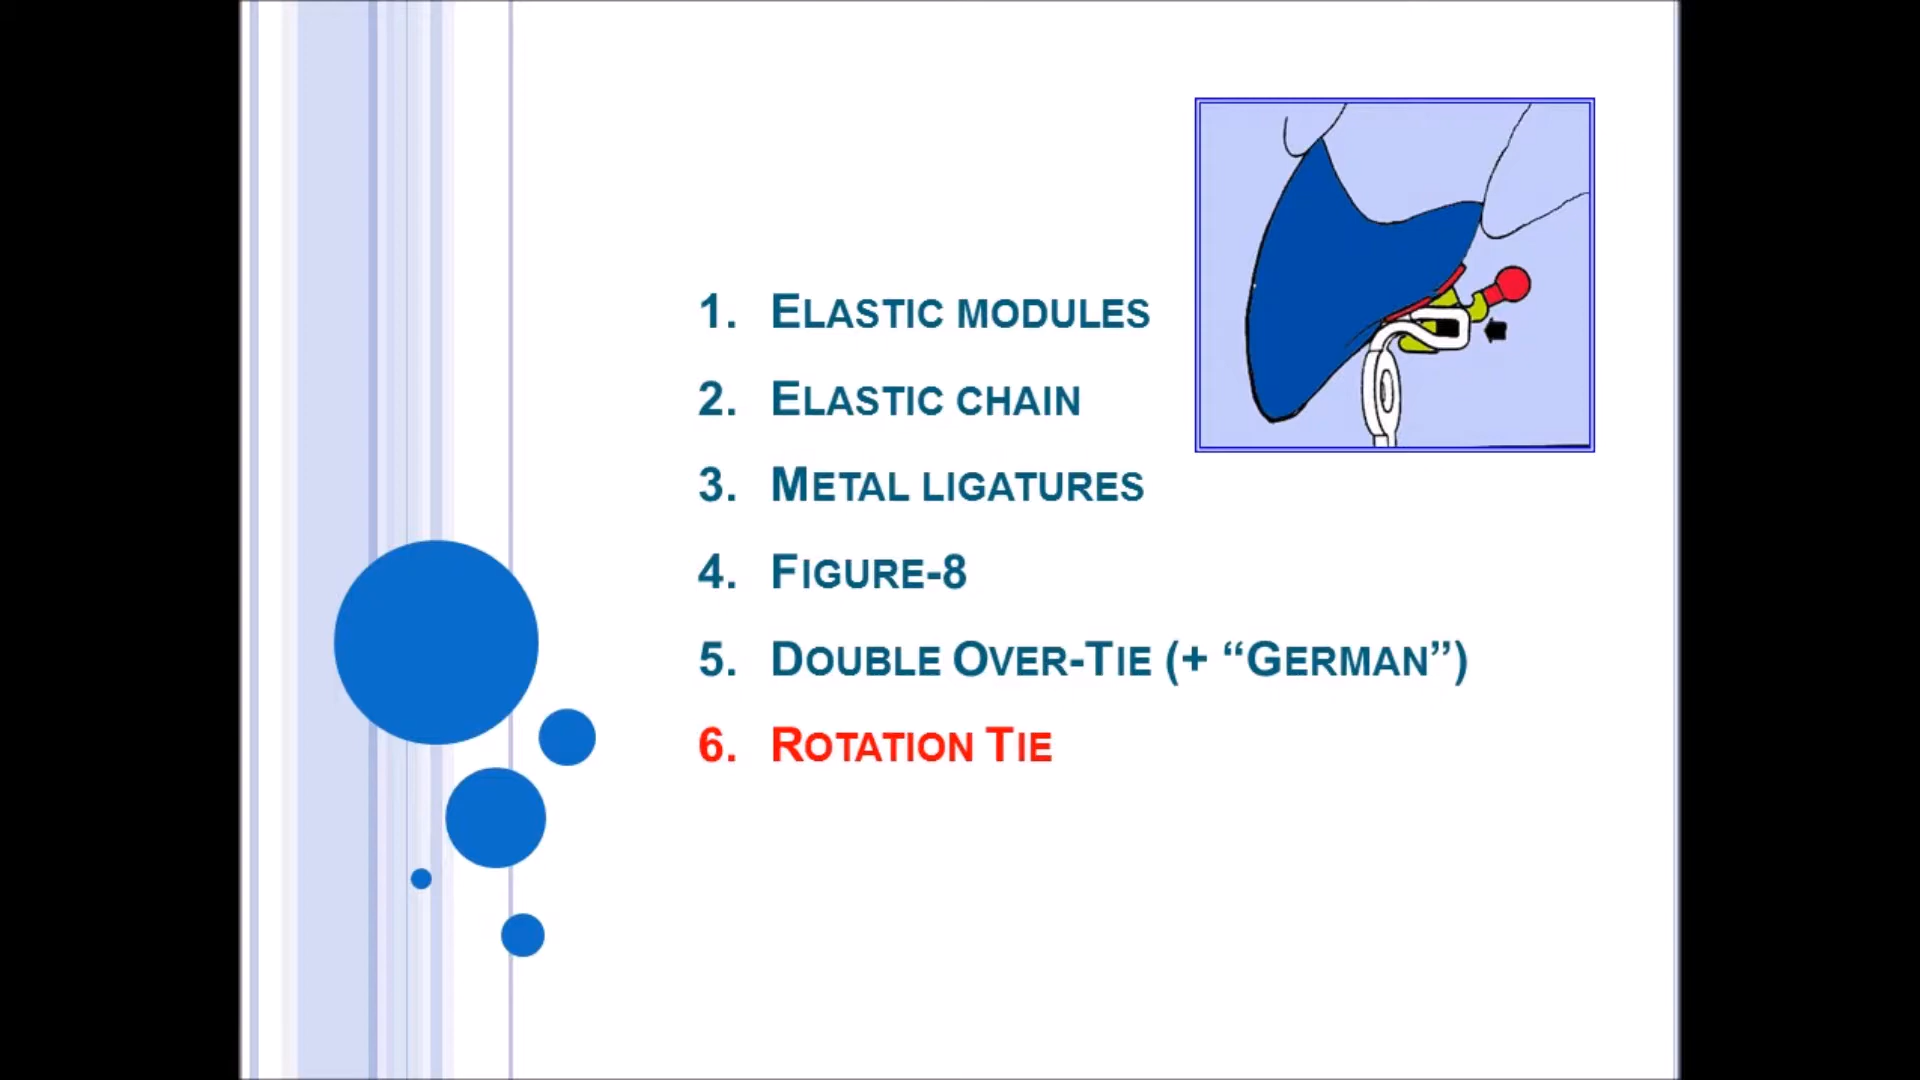 1. Elastic modules
2. Elastic chain
3. Metal ligatures
4. Figure-8
5. Double Over-Tie (+ “German”)
6. Rotation Tie